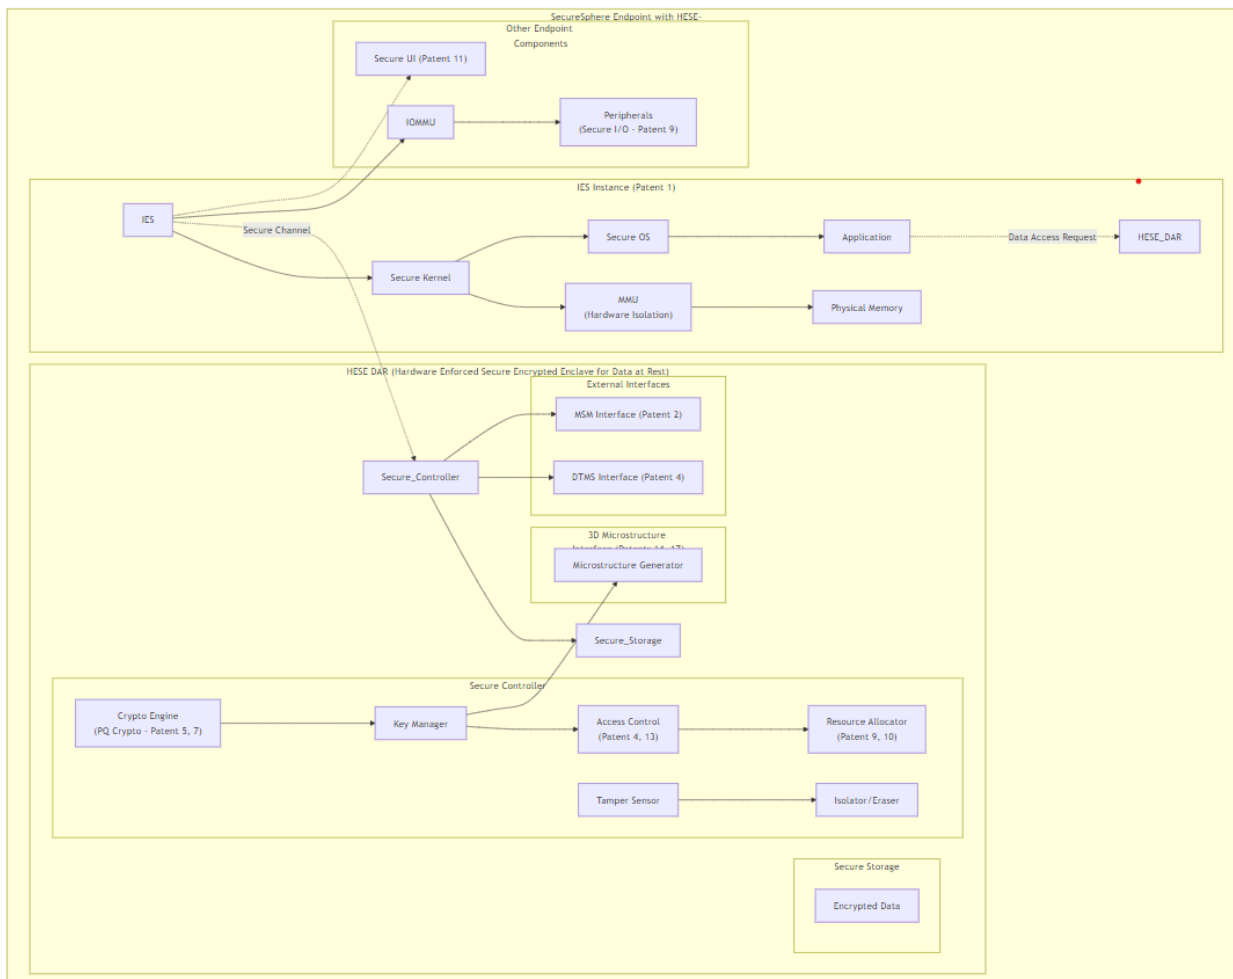 SecureSphere Endpoint with HESE-
Other Endpoint
Components
Secure UI (Patent 11)
IOMMU
Peripherals
(Secure I/O - Patent 9)
IES Instance (Patent 1)
IES
Secure Channel
Secure OS
Application
Data Access Request
HESE_DAR
Secure Kernel
MMU
(Hardware Isolation)
Physical Memory
HESE DAR (Hardware Enforced Secure Encrypted Enclave for Data at Rest)
External Interfaces
MSM Interface (Patent 2)
Secure_Controller
DTMS Interface (Patent 4)
3D Microstructure
Interface (Patents 14, 17)
Microstructure Generator
Secure_Storage
Secure Controller
Crypto Engine
(PQ Crypto - Patent 5, 7)
Key Manager
Access Control
(Patent 4, 13)
Resource Allocator
(Patent 9, 10)
Tamper Sensor
Isolator/Eraser
Secure Storage
Encrypted Data